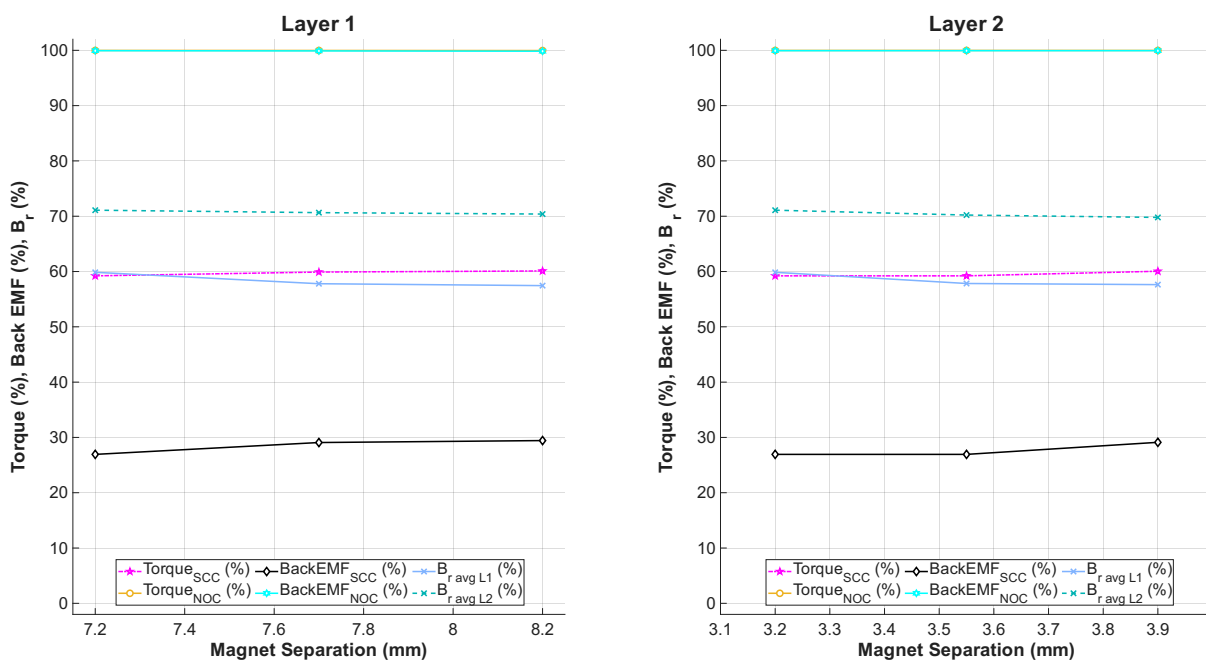 Layer 1
Torque (%), Back EMF (%), B_r (%)
100
90
80
70
60
50
40
30
20
10
0
Torque_SCC (%) BackEMF_SCC (%) B_r avg L1 (%)
Torque_NOC (%) BackEMF_NOC (%) B_r avg L2 (%)
7.2 7.4 7.6 7.8 8 8.2
Magnet Separation (mm)
Layer 2
Torque (%), Back EMF (%), B_r (%)
100
90
80
70
60
50
40
30
20
10
0
Torque_SCC (%) BackEMF_SCC (%) B_r avg L1 (%)
Torque_NOC (%) BackEMF_NOC (%) B_r avg L2 (%)
3.1 3.2 3.3 3.4 3.5 3.6 3.7 3.8 3.9
Magnet Separation (mm)